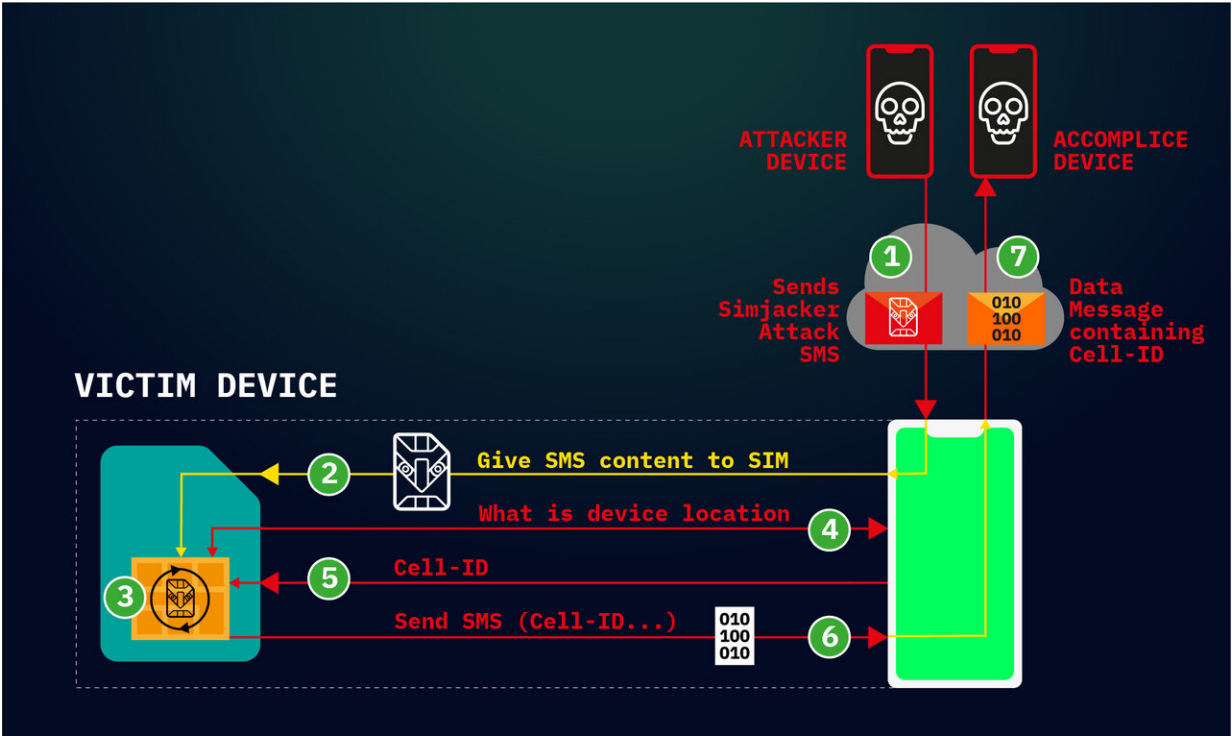 ATTACKER
DEVICE
ACCOMPLICE
DEVICE
1
7
Sends
Simjacker
Attack
SMS
010
100
010
Data
Message
containing
Cell-ID
VICTIM DEVICE
2
Give SMS content to SIM
What is device location
4
Cell-ID
5
3
Send SMS (Cell-ID...)
010
100
010
6